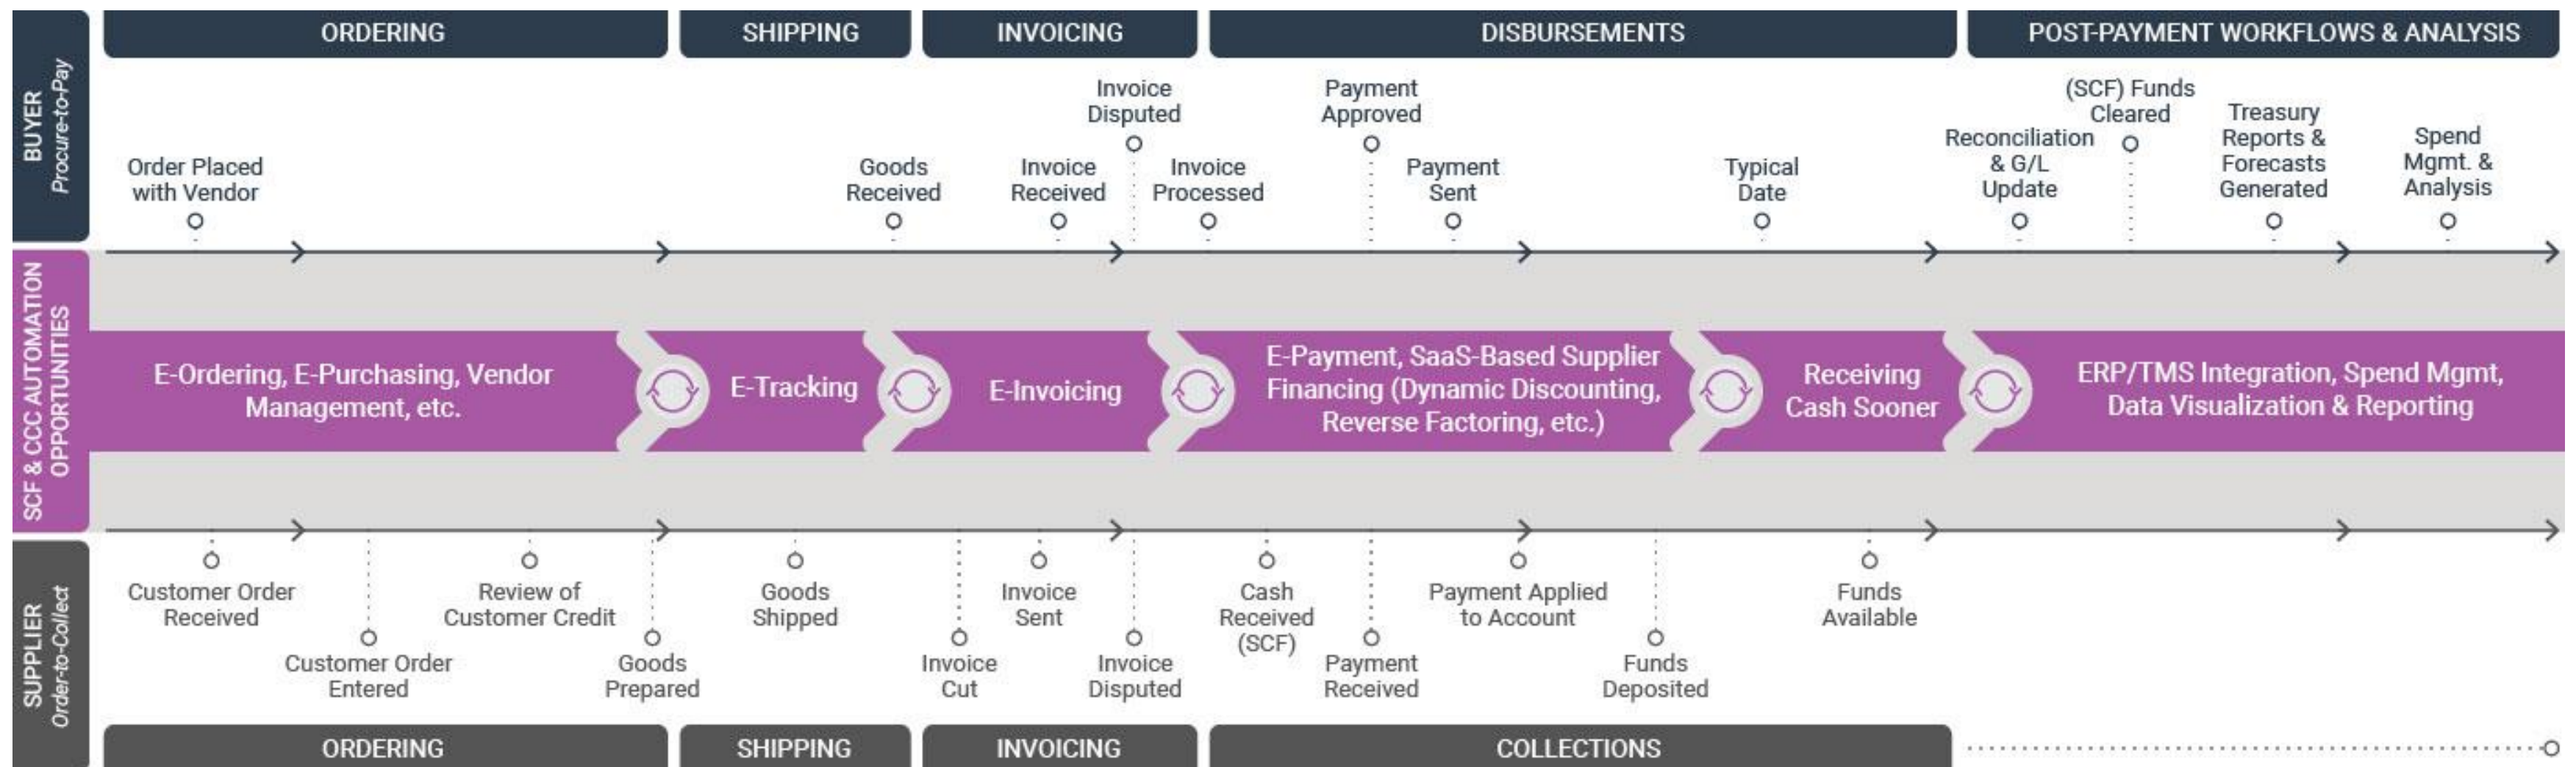 ORDERING
SHIPPING
INVOICING
DISBURSEMENTS
POST-PAYMENT WORKFLOWS & ANALYSIS
BUYER
Procure-to-Pay
Order Placed
with Vendor
Goods
Received
Invoice
Received
Invoice
Disputed
Invoice
Processed
Payment
Approved
Payment
Sent
Typical
Date
Reconciliation
& G/L
Update
(SCF) Funds
Cleared
Treasury
Reports &
Forecasts
Generated
Spend
Mgmt. &
Analysis
SCF & CCC AUTOMATION
OPPORTUNITIES
E-Ordering, E-Purchasing, Vendor
Management, etc.
E-Tracking
E-Invoicing
E-Payment, SaaS-Based Supplier
Financing (Dynamic Discounting,
Reverse Factoring, etc.)
Receiving
Cash Sooner
ERP/TMS Integration, Spend Mgmt,
Data Visualization & Reporting
SUPPLIER
Order-to-Collect
Customer Order
Received
Customer Order
Entered
Review of
Customer Credit
Goods
Prepared
Goods
Shipped
Invoice
Cut
Invoice
Sent
Invoice
Disputed
Cash
Received
(SCF)
Payment
Received
Payment Applied
to Account
Funds
Deposited
Funds
Available
ORDERING
SHIPPING
INVOICING
COLLECTIONS